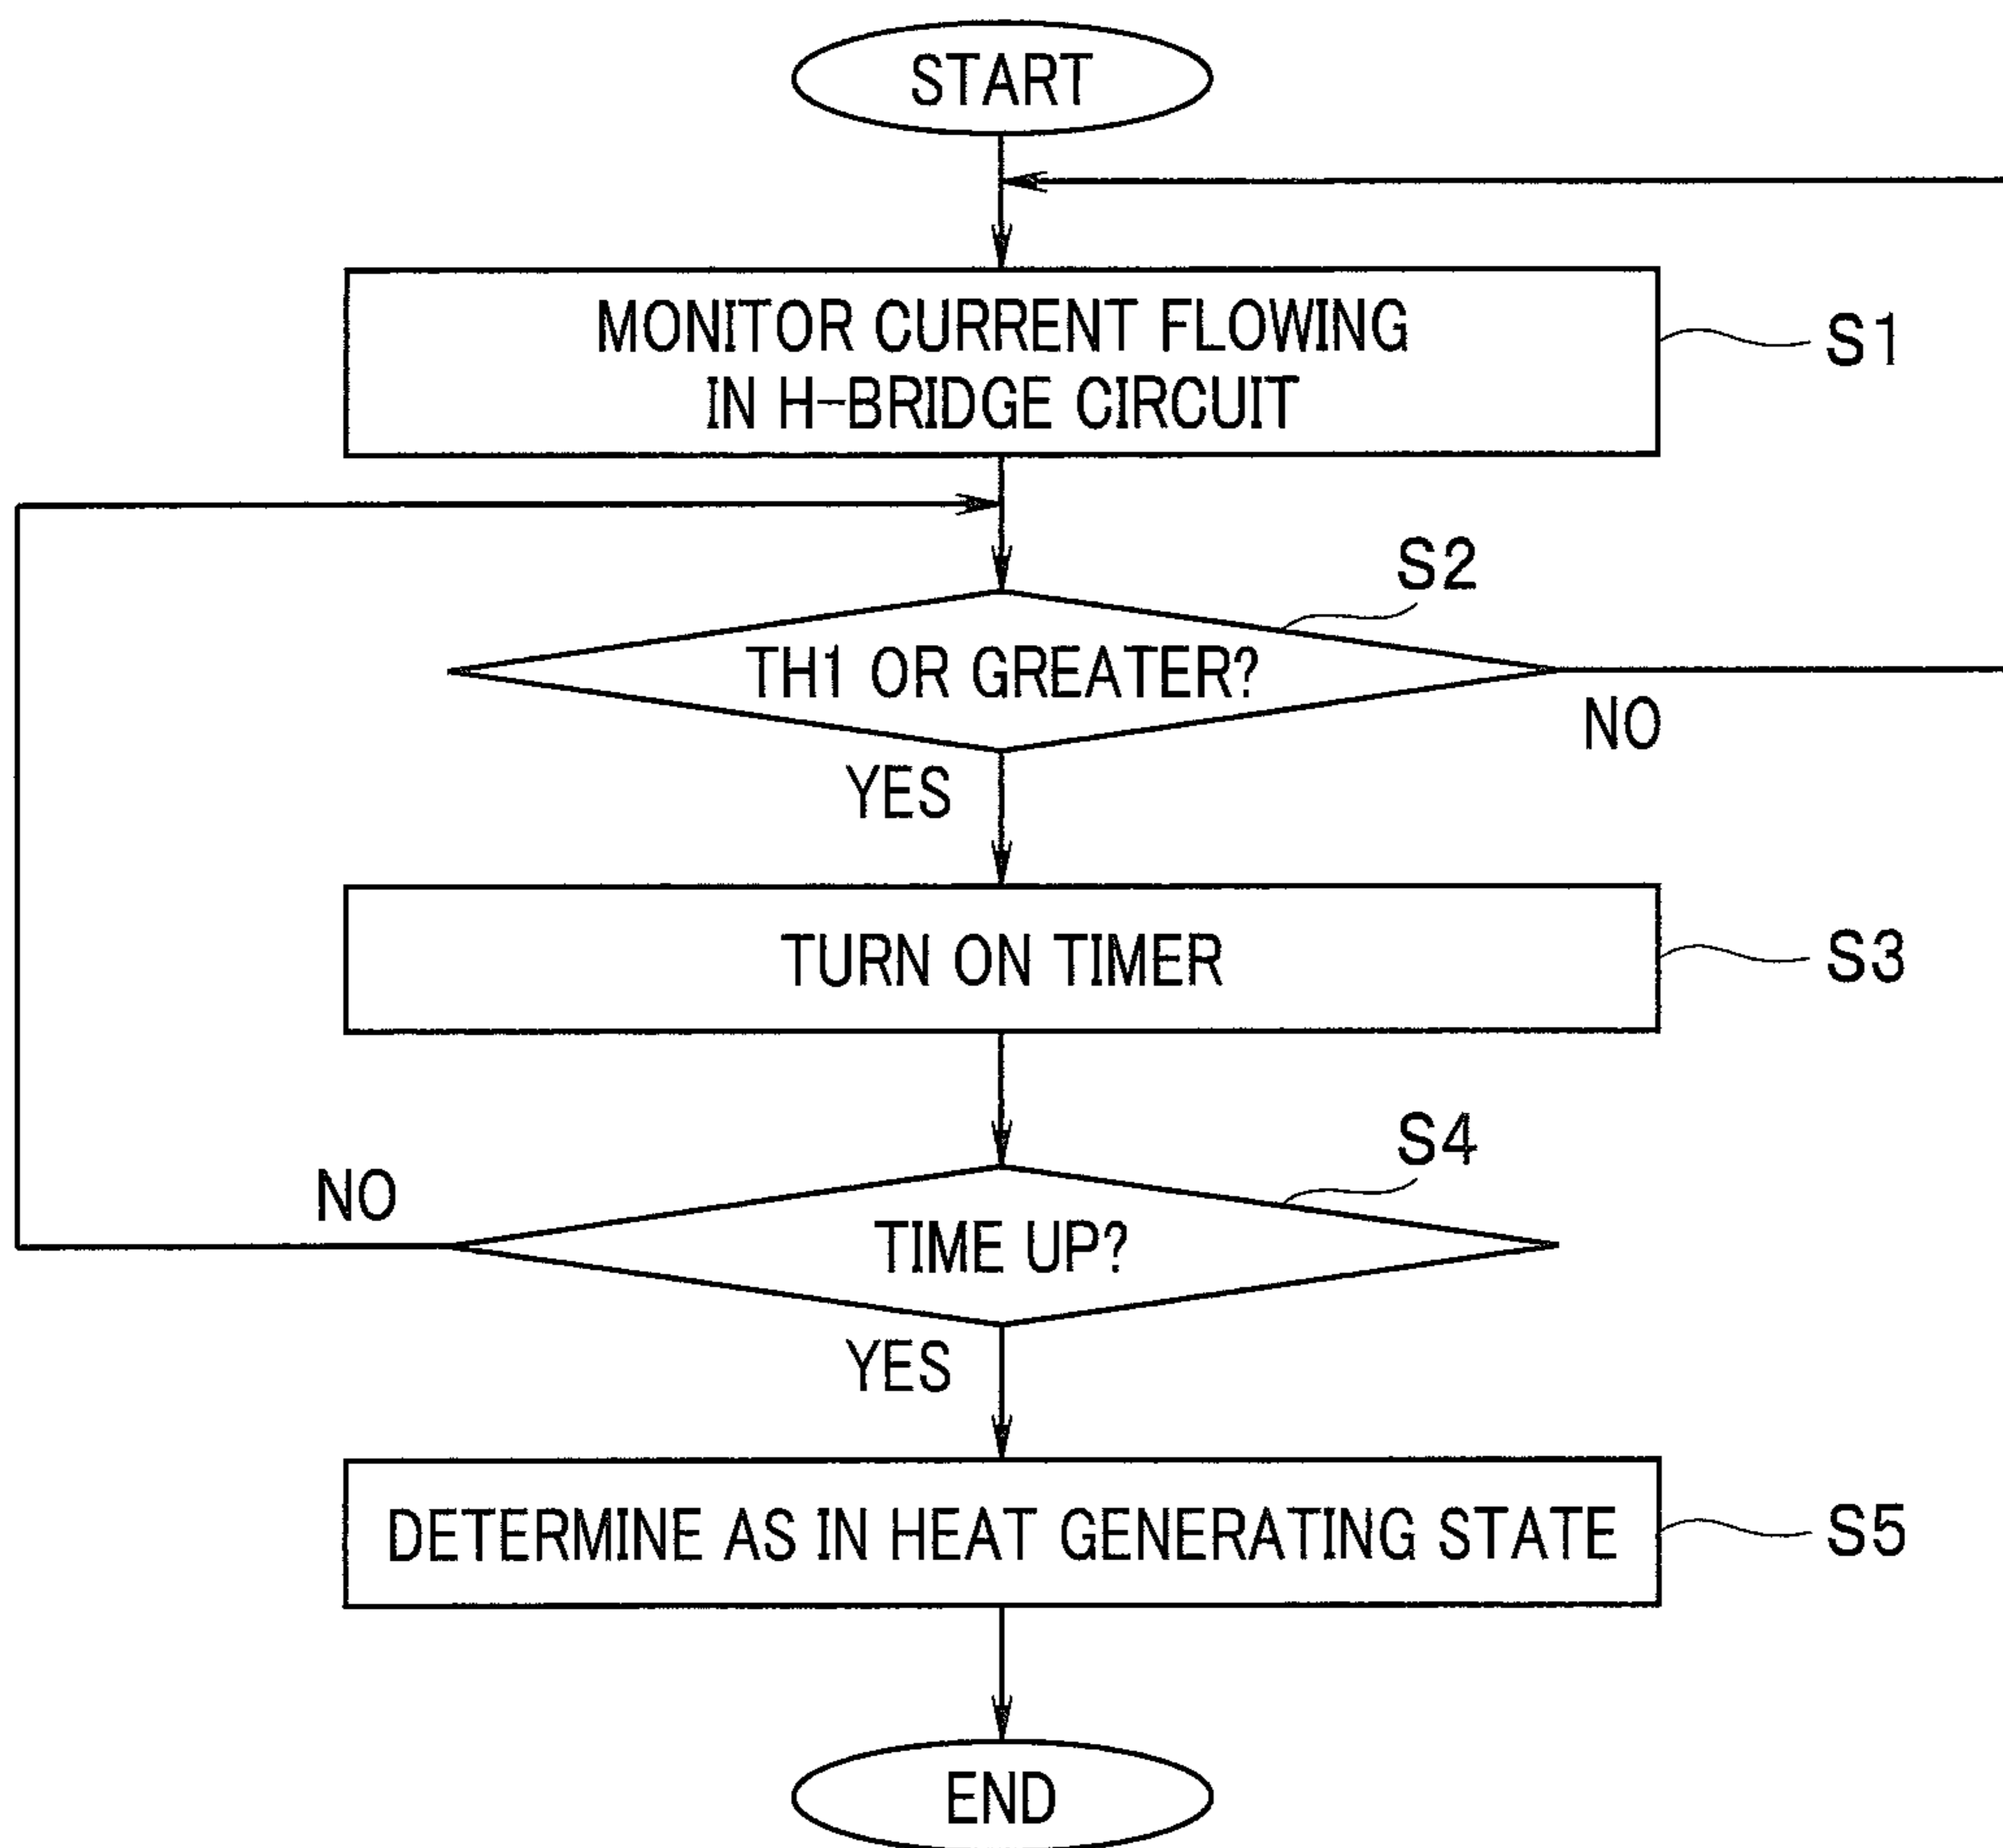 START
MONITOR CURRENT FLOWING
IN H-BRIDGE CIRCUIT
S1
S2
TH1 OR GREATER?
NO
YES
TURN ON TIMER
S3
S4
NO
TIME UP?
YES
DETERMINE AS IN HEAT GENERATING STATE
S5
END